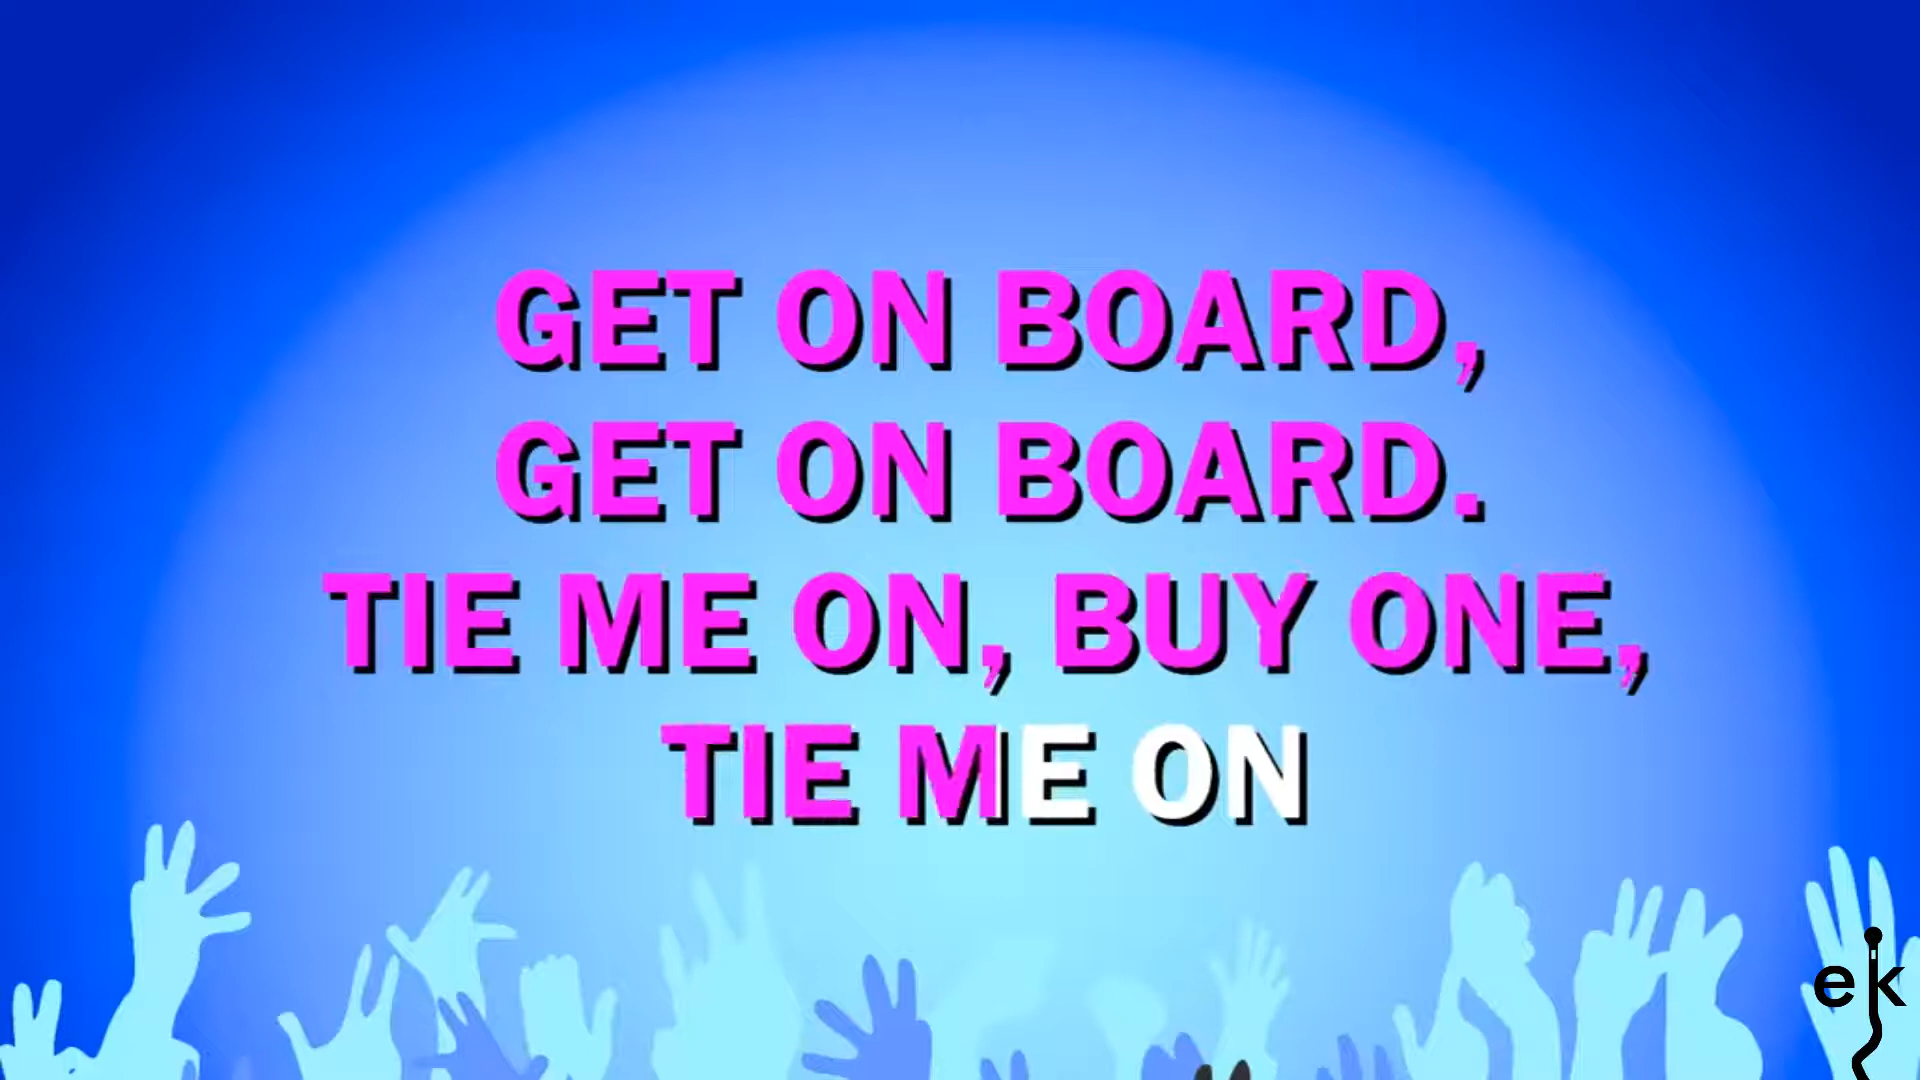 GET ON BOARD,
GET ON BOARD.
TIE ME ON, BUY ONE,
TIE ME ON
ek